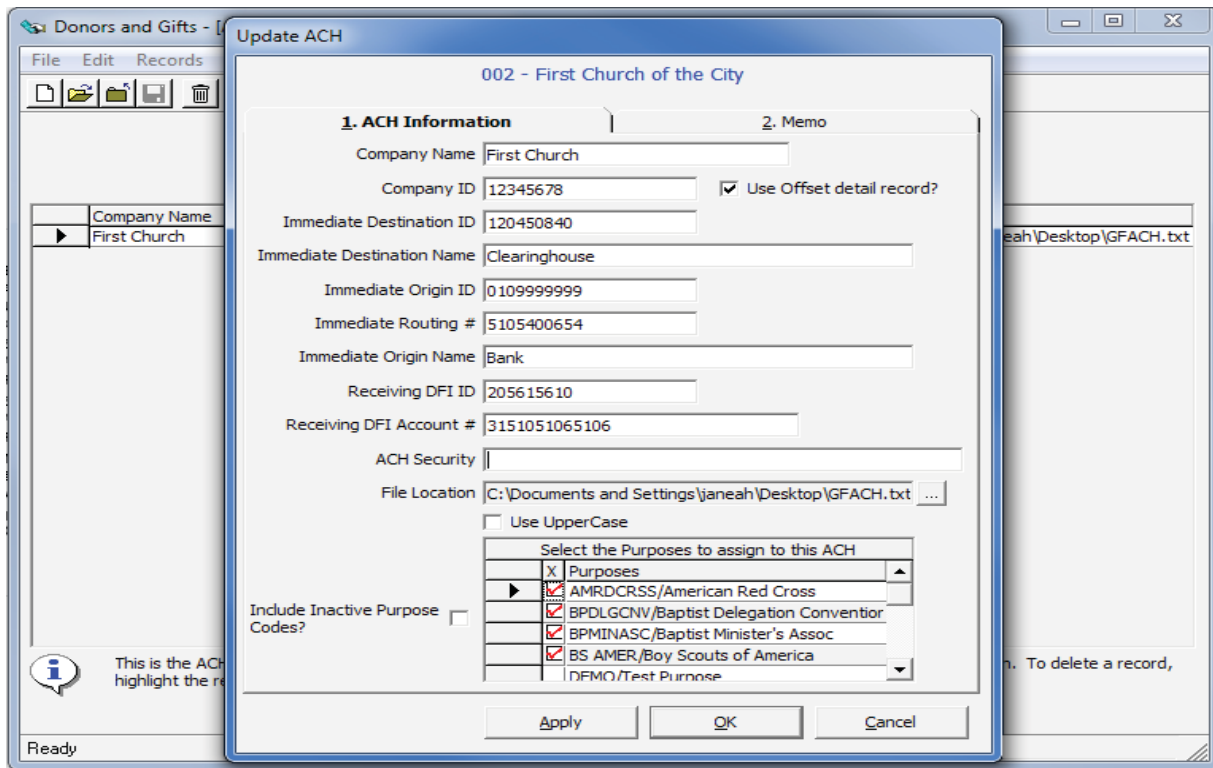 Donors and Gifts - [
Update ACH
File Edit Records
002 - First Church of the City
1. ACH Information
2. Memo
Company Name First Church
Company ID 12345678
Use Offset detail record?
Immediate Destination ID 120450840
Company Name
First Church
eah\Desktop\GFACH.txt
Immediate Destination Name Clearinghouse
Immediate Origin ID 0109999999
Immediate Routing # 5105400654
Immediate Origin Name Bank
Receiving DFI ID 205615610
Receiving DFI Account # 3151051065106
ACH Security
File Location C:\Documents and Settings\janeah\Desktop\GFACH.txt ...
Use UpperCase
Select the Purposes to assign to this ACH
X Purposes
AMRDCRSS/American Red Cross
Include Inactive Purpose
Codes?
BPDLGCNV/Baptist Delegation Convention
BPMINASC/Baptist Minister's Assoc
BS AMER/Boy Scouts of America
DEMO/Test Purpose
This is the ACH
n. To delete a record,
highlight the re
Apply
OK
Cancel
Ready